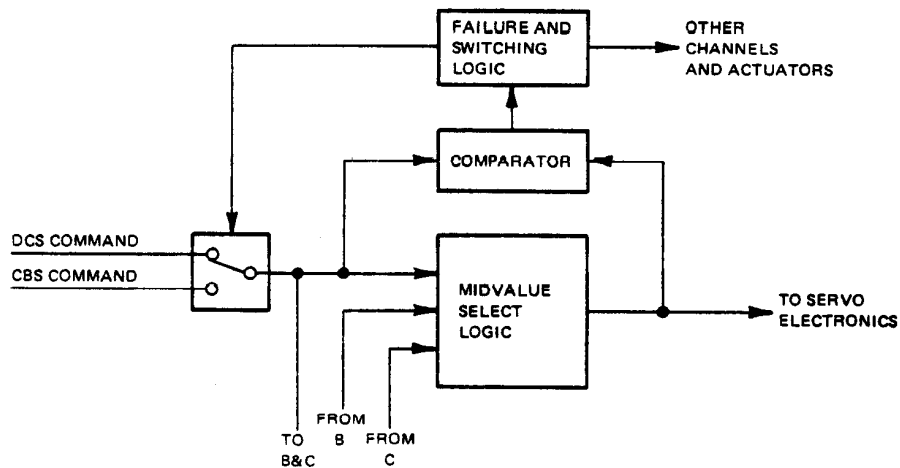 FAILURE AND
SWITCHING
LOGIC
OTHER
CHANNELS
AND ACTUATORS
COMPARATOR
DCS COMMAND
CBS COMMAND
MIDVALUE
SELECT
LOGIC
TO SERVO
ELECTRONICS
FROM
B
FROM
C
TO
B&C